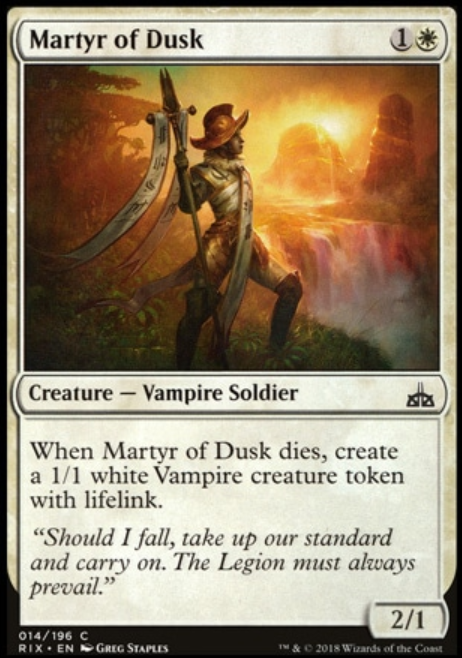 Martyr of Dusk 1
Creature — Vampire Soldier
When Martyr of Dusk dies, create
a 1/1 white Vampire creature token
with lifelink.
“Should I fall, take up our standard
and carry on. The Legion must always
prevail.”
2/1
014/196 C
RIX • EN Greg Staples
™ & © 2018 Wizards of the Coast